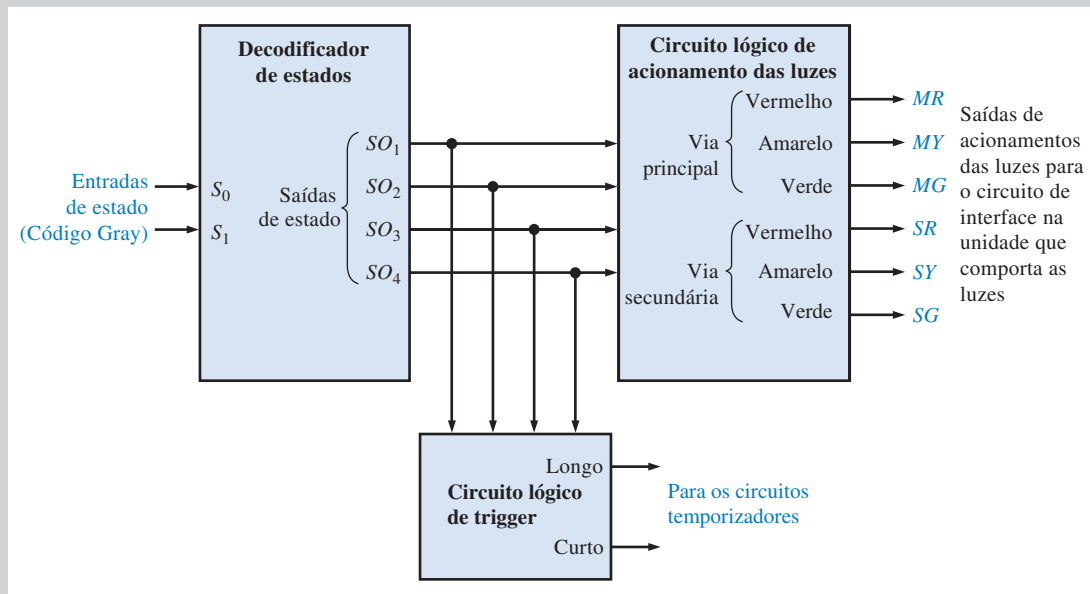 Decodificador
de estados
Entradas
de estado
(Código Gray)
S0
S1
Saídas
de estado
SO1
SO2
SO3
SO4
Circuito lógico de
acionamento das luzes
Via
principal
Vermelho
Amarelo
Verde
Via
secundária
Vermelho
Amarelo
Verde
MR
MY
MG
SR
SY
SG
Saídas de
acionamentos
das luzes para
o circuito de
interface na
unidade que
comporta as
luzes
Circuito lógico
de trigger
Longo
Curto
Para os circuitos
temporizadores